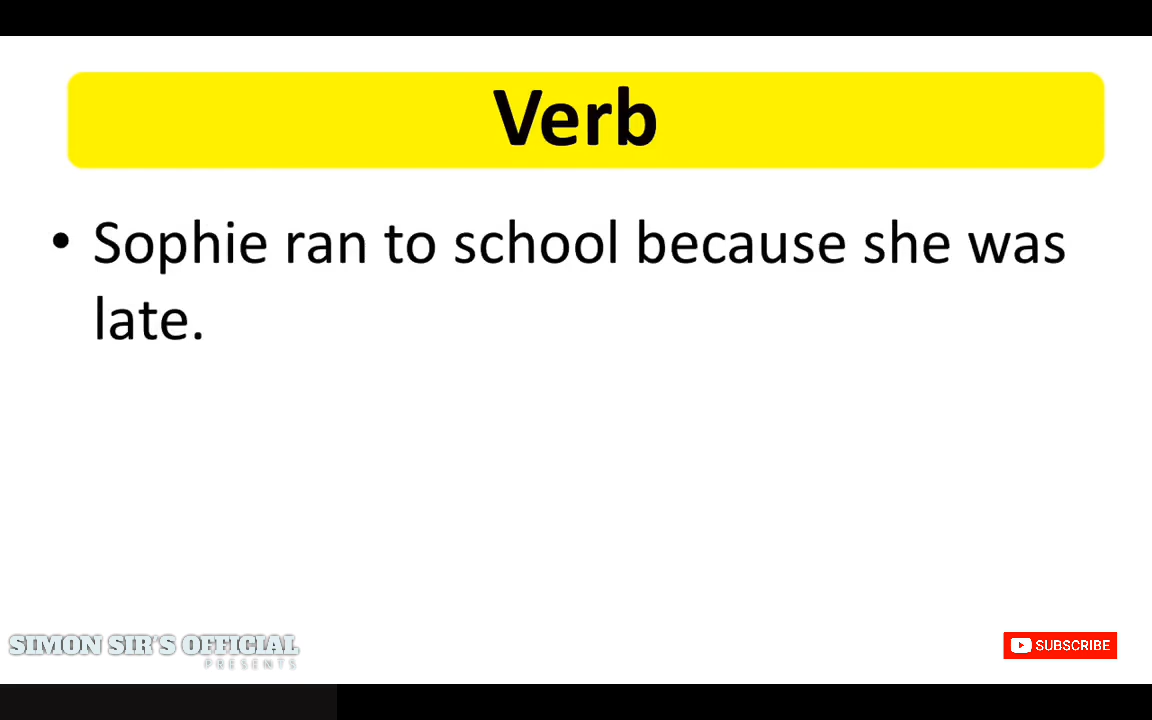 Verb
• Sophie ran to school because she was
late.
SIMON SIR'S OFFICIAL
PRESENTS
SUBSCRIBE